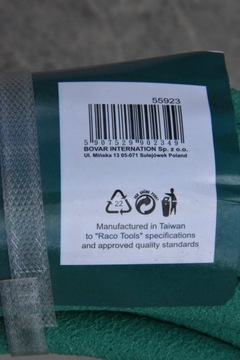 55923
5 907529 902349
BOVAR INTERNATION Sp. z o.o.
Ul. Mińska 13 05-071 Sulejówek Poland
22
Manufactured in Taiwan
to "Raco Tools" specifications
and approved quality standards